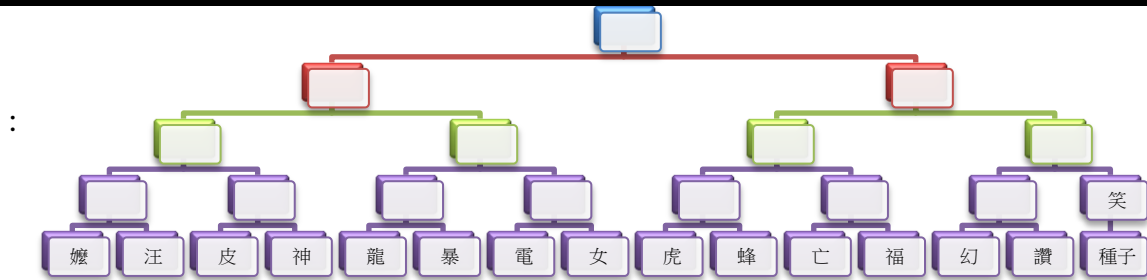 :
笑
嬤 汪 皮 神 龍 暴 電 女 虎 蜂 亡 福 幻 讚 種子